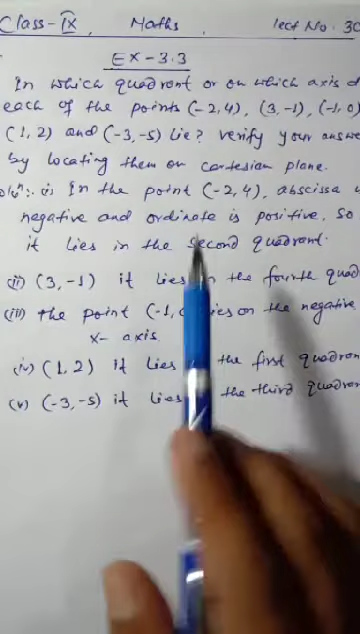 Class-IX Maths lect No. 30
EX-3.3
In which quadrant or on which axis d
each of the points (-2,4), (3,-1), (-1,0)
(1,2) and (-3,-5) lie? Verify your answe
by locating them on cartesian plane.
(i) In the point (-2,4), abscissa
negative and ordinate is positive. So
it lies in the second quadrant.
(ii) (3,-1) it lies the fourth quad
(iii) the point (-1, on the negative
x-axis.
(iv) (1,2) it lies the first quadran
(v) (-3,-5) it lies the third quadran